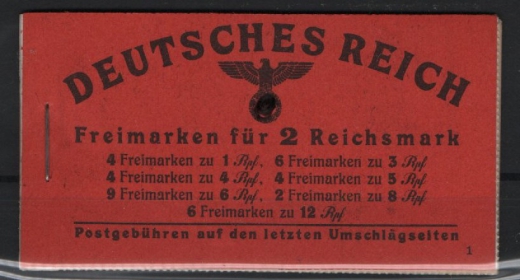 DEUTSCHES REICH
Freimarken für 2 Reichsmark
4 Freimarken zu 1 Rpf, 6 Freimarken zu 3 Rpf
4 Freimarken zu 4 Rpf, 4 Freimarken zu 5 Rpf
9 Freimarken zu 6 Rpf, 2 Freimarken zu 8 Rpf
6 Freimarken zu 12 Rpf
Postgebühren auf den letzten Umschlagseiten
1